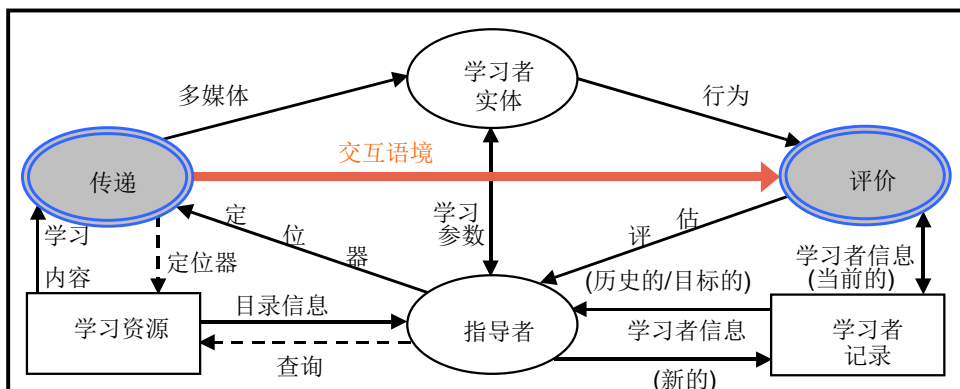 学习者
实体
多媒体
行为
交互语境
传递
评价
学习
参数
定位器
评估
学习
内容
定位器
学习者信息
(当前的)
(历史的/目标的)
目录信息
学习资源
指导者
学习者信息
学习者
记录
查询
(新的)